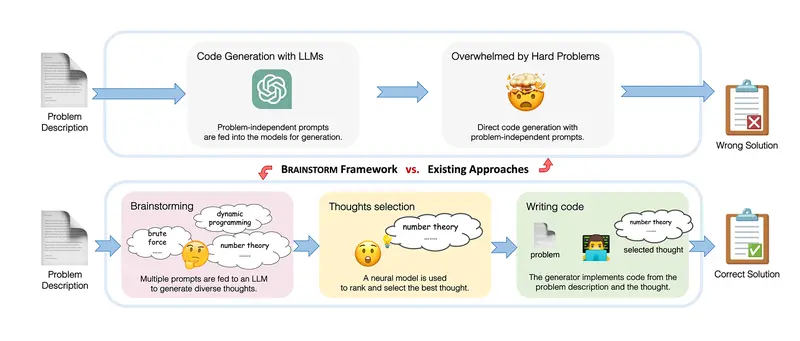 Code Generation with LLMs
Overwhelmed by Hard Problems
Problem
Description
Problem-independent prompts
are fed into the models for generation.
Direct code generation with
problem-independent prompts.
Wrong Solution
BRAINSTORM Framework vs. Existing Approaches
Brainstorming
dynamic
programming
......
brute
force
......
number theory
......
Multiple prompts are fed to an LLM
to generate diverse thoughts.
Thoughts selection
number theory
......
A neural model is used
to rank and select the best thought.
Writing code
problem
number theory
......
selected thought
The generator implements code from the
problem description and the thought.
Problem
Description
Correct Solution